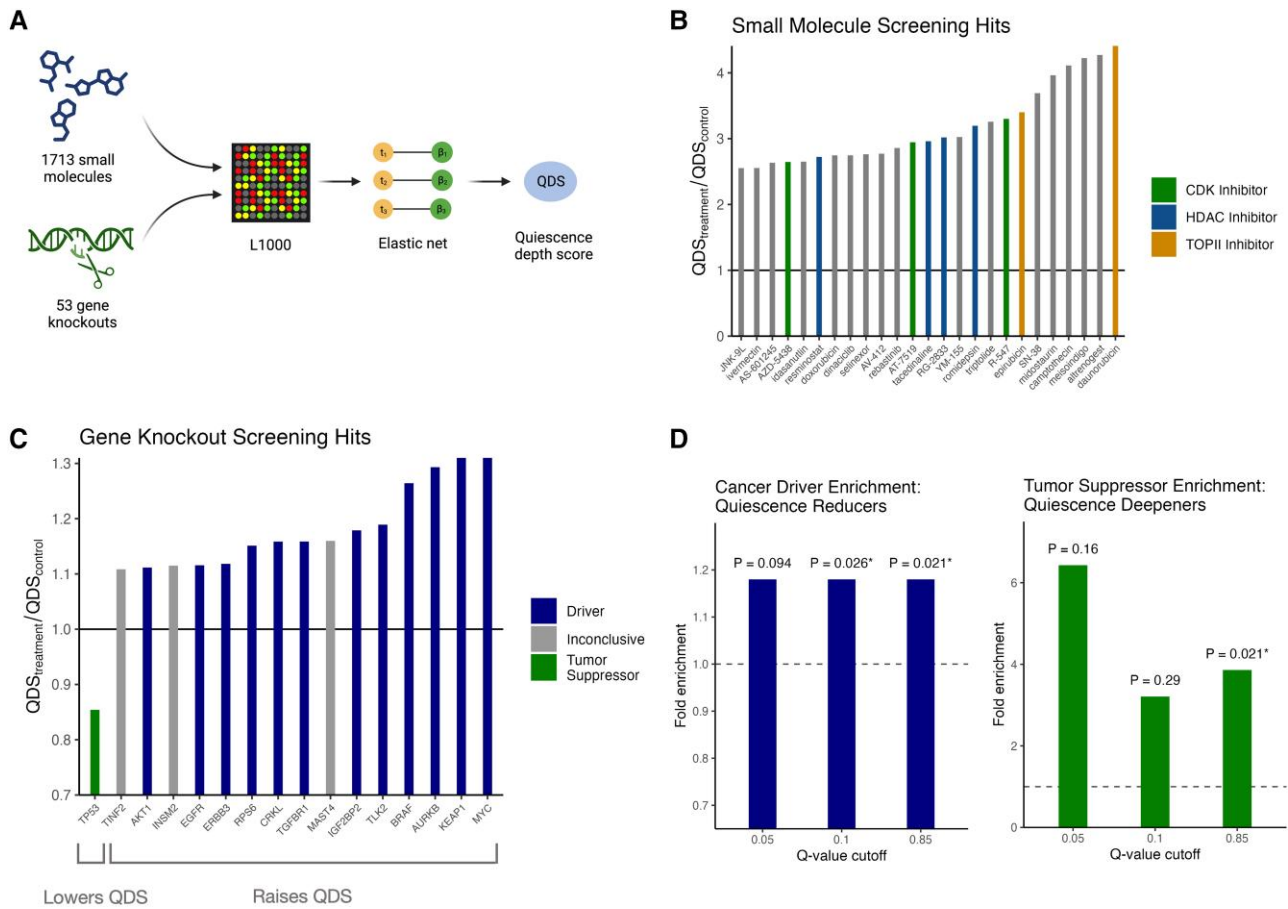 A
1713 small
molecules
53 gene
knockouts
L1000
t1 β1
t2 β2
t3 β3
Elastic net
QDS
Quiescence
depth score
B
Small Molecule Screening Hits
QDStreatment/QDScontrol
4
3
2
1
0
JNK-9L
ivermectin
AS-601245
AZD-5438
idasanutlin
resminostat
doxorubicin
dinaciclib
selinexor
AV-412
rebastinib
AT-7519
tacedinaline
RG-2833
YM-155
romidepsin
triptolide
R-547
epirubicin
SN-38
midostaurin
camptothecin
meisoindigo
altrenogest
daunorubicin
CDK Inhibitor
HDAC Inhibitor
TOPII Inhibitor
C
Gene Knockout Screening Hits
QDStreatment/QDScontrol
1.3
1.2
1.1
1.0
0.9
0.8
0.7
TP53
TINF2
AKT1
INSM2
EGFR
ERBB3
RPS6
CRKL
TGFBR1
MAST4
IGF2BP2
TLK2
BRAF
AURKB
KEAP1
MYC
Lowers QDS
Raises QDS
Driver
Inconclusive
Tumor
Suppressor
D
Cancer Driver Enrichment:
Quiescence Reducers
Fold enrichment
1.2
1.1
1.0
0.9
0.8
0.7
P = 0.094
P = 0.026*
P = 0.021*
0.05
0.1
0.85
Q-value cutoff
Tumor Suppressor Enrichment:
Quiescence Deepeners
Fold enrichment
6
4
2
0
P = 0.16
P = 0.29
P = 0.021*
0.05
0.1
0.85
Q-value cutoff